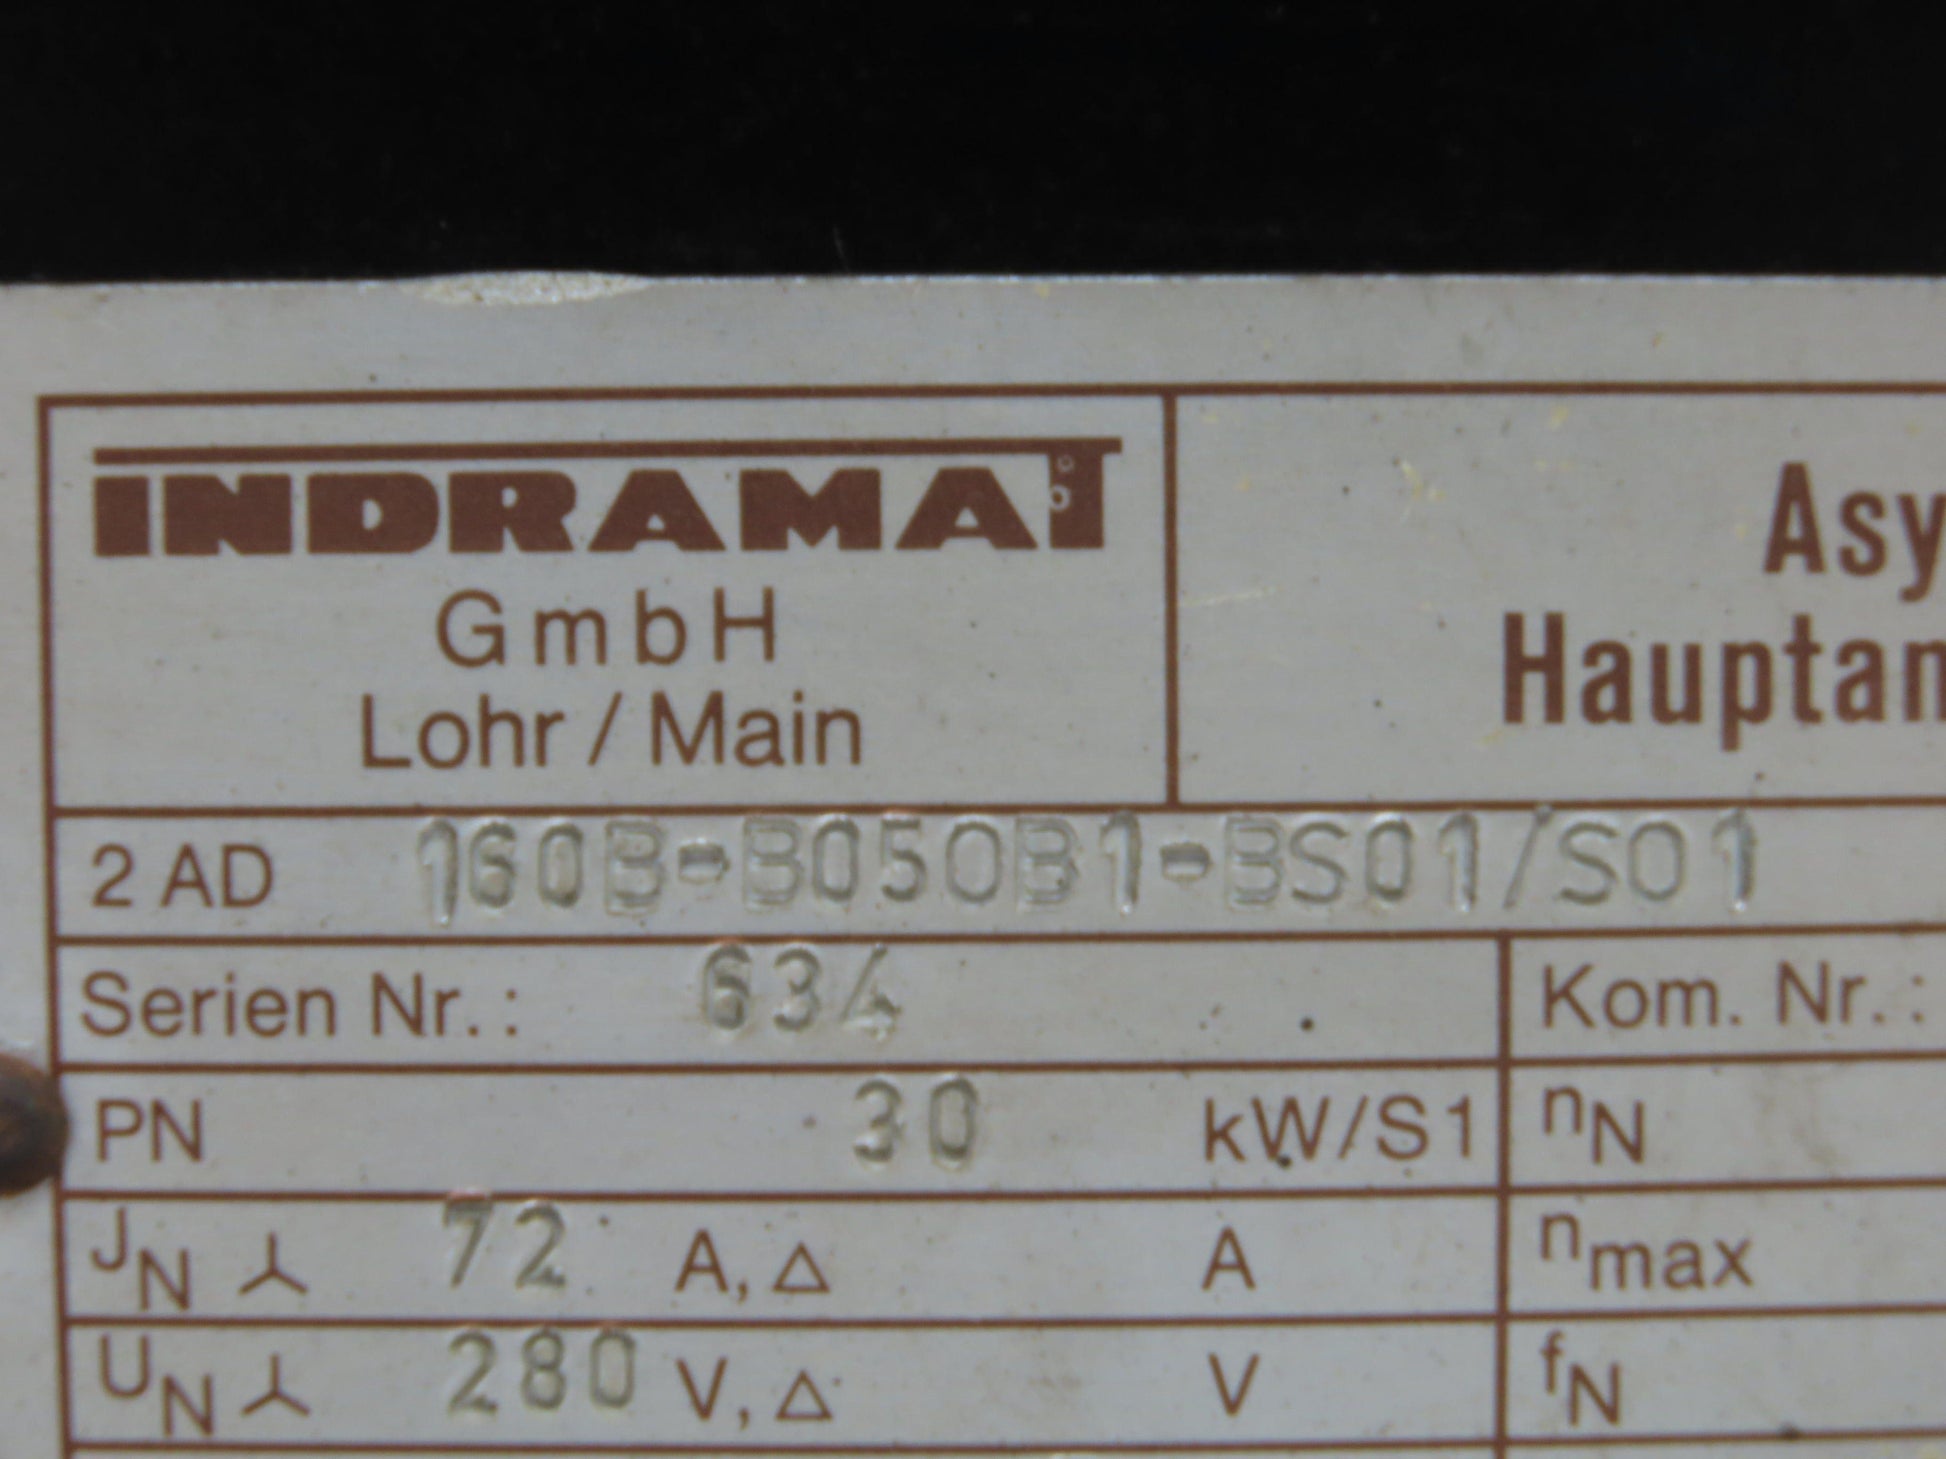 INDRAMAT
GmbH
Lohr / Main
Asy
Hauptan
2 AD 160B-B050B1-BS01/S01
Serien Nr.: 634
Kom. Nr.:
PN 30 kW/S1
nN
JN ⅄ 72 A, △ A
nmax
UN ⅄ 280 V, △ V
fN